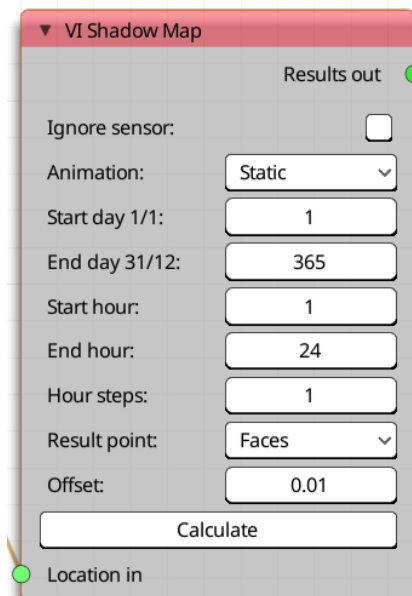 VI Shadow Map
Results out
Ignore sensor:
Animation: Static
Start day 1/1: 1
End day 31/12: 365
Start hour: 1
End hour: 24
Hour steps: 1
Result point: Faces
Offset: 0.01
Calculate
Location in